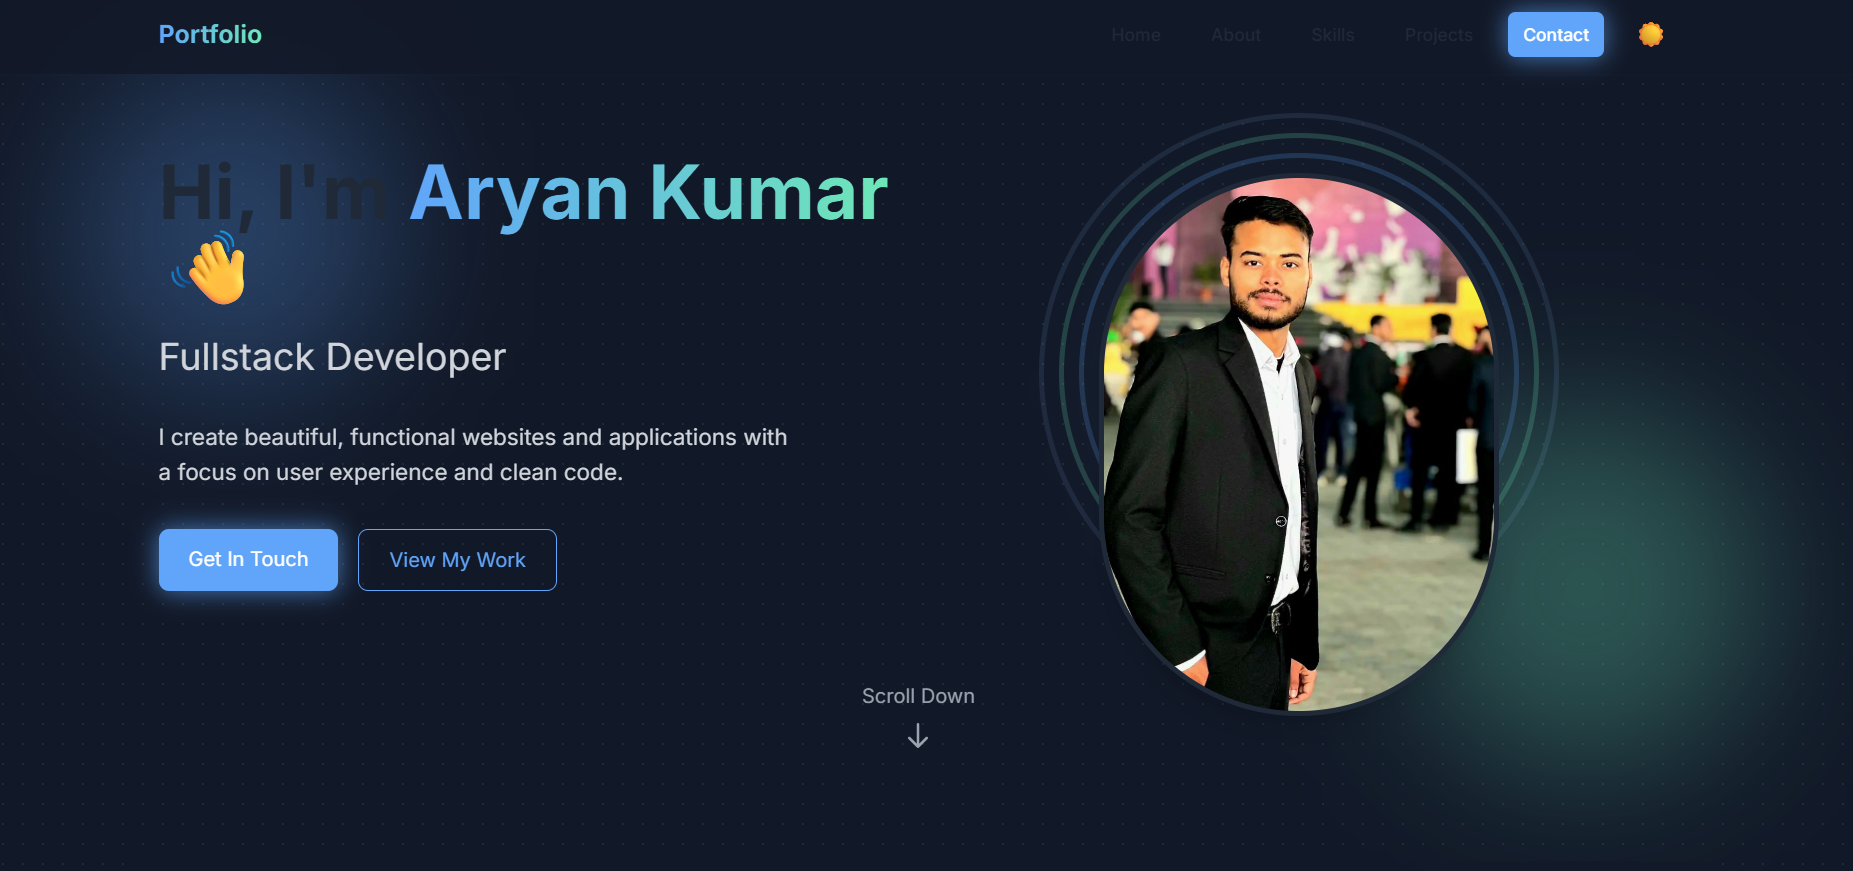 Portfolio
Home About Skills Projects Contact
Hi, I'm Aryan Kumar
Fullstack Developer
I create beautiful, functional websites and applications with
a focus on user experience and clean code.
Get In Touch View My Work
Scroll Down